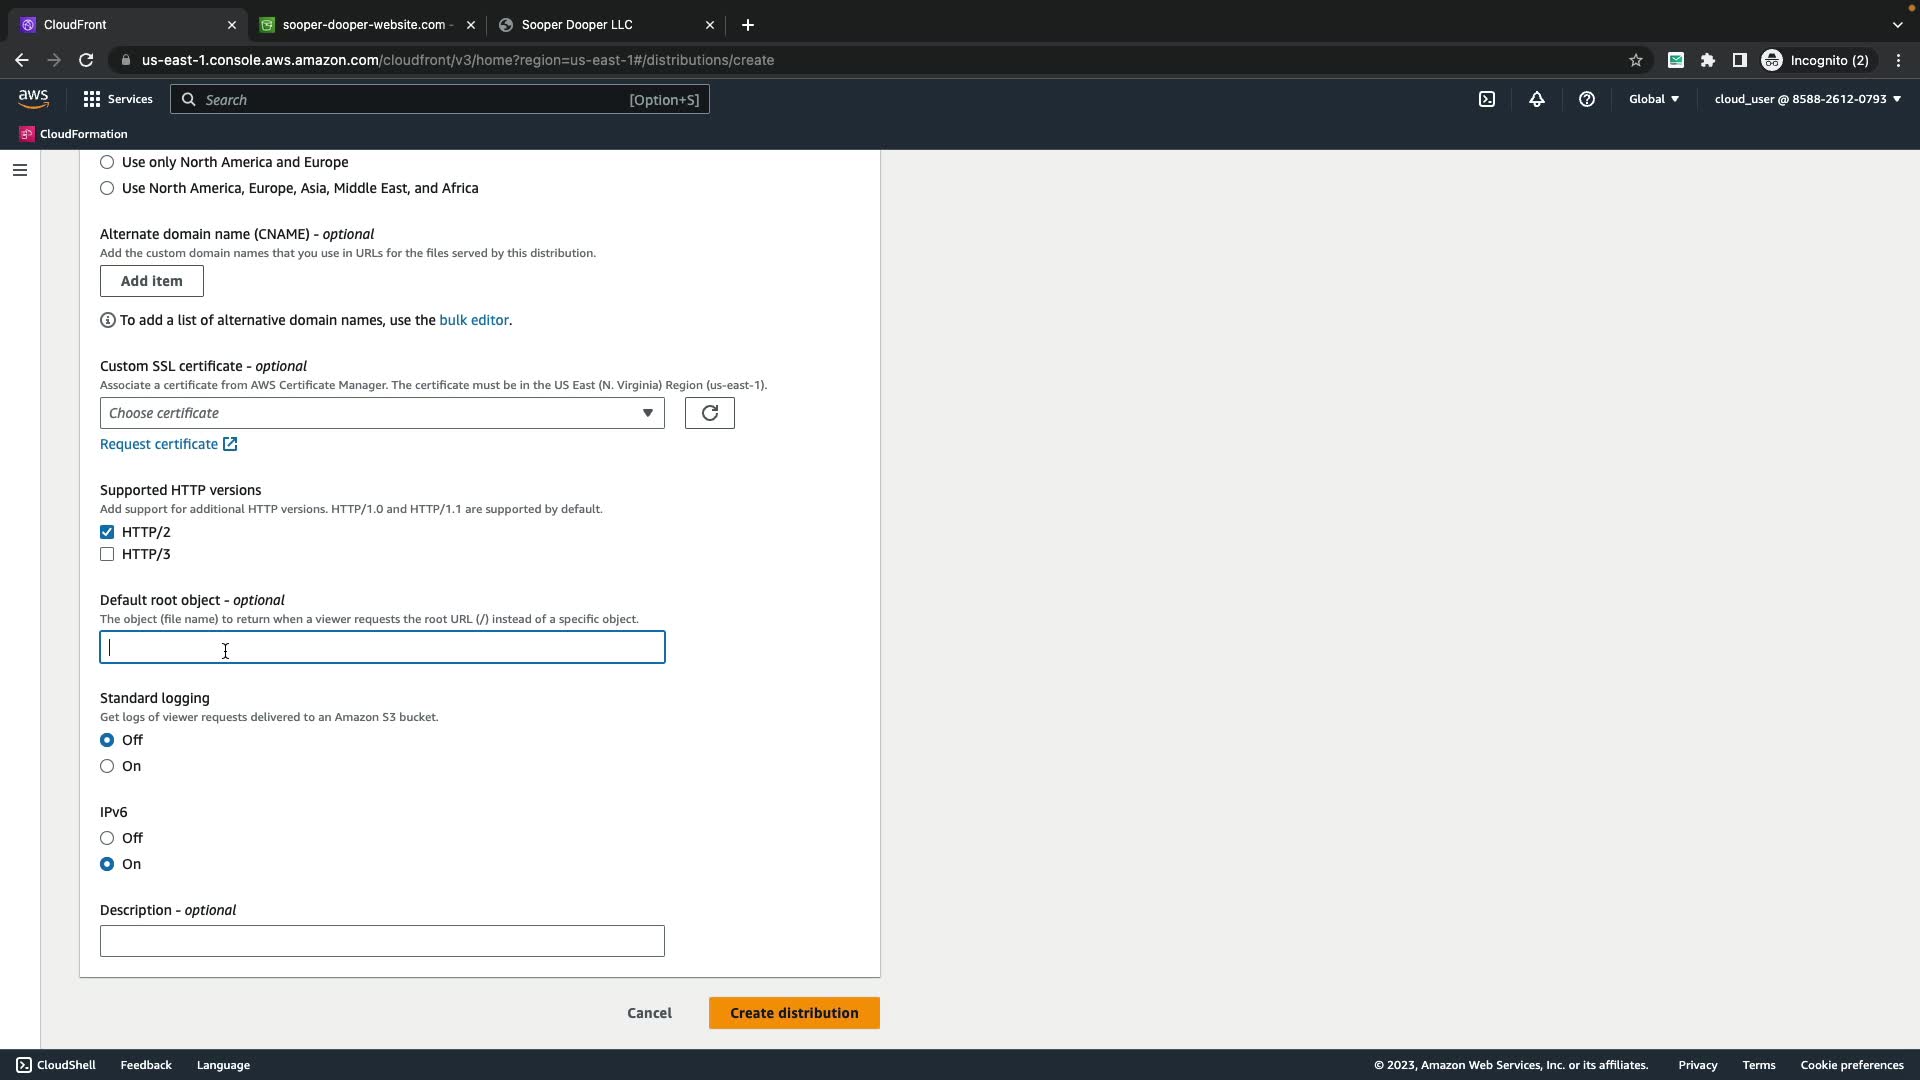 CloudFront
sooper-dooper-website.com -
Sooper Dooper LLC
us-east-1.console.aws.amazon.com/cloudfront/v3/home?region=us-east-1#/distributions/create
Incognito (2)
aws
Services
Search
[Option+S]
Global
cloud_user @ 8588-2612-0793
CloudFormation
Use only North America and Europe
Use North America, Europe, Asia, Middle East, and Africa
Alternate domain name (CNAME) - optional
Add the custom domain names that you use in URLs for the files served by this distribution.
Add item
To add a list of alternative domain names, use the bulk editor.
Custom SSL certificate - optional
Associate a certificate from AWS Certificate Manager. The certificate must be in the US East (N. Virginia) Region (us-east-1).
Choose certificate
Request certificate
Supported HTTP versions
Add support for additional HTTP versions. HTTP/1.0 and HTTP/1.1 are supported by default.
HTTP/2
HTTP/3
Default root object - optional
The object (file name) to return when a viewer requests the root URL (/) instead of a specific object.
Standard logging
Get logs of viewer requests delivered to an Amazon S3 bucket.
Off
On
IPv6
Off
On
Description - optional
Cancel
Create distribution
CloudShell
Feedback
Language
© 2023, Amazon Web Services, Inc. or its affiliates.
Privacy
Terms
Cookie preferences